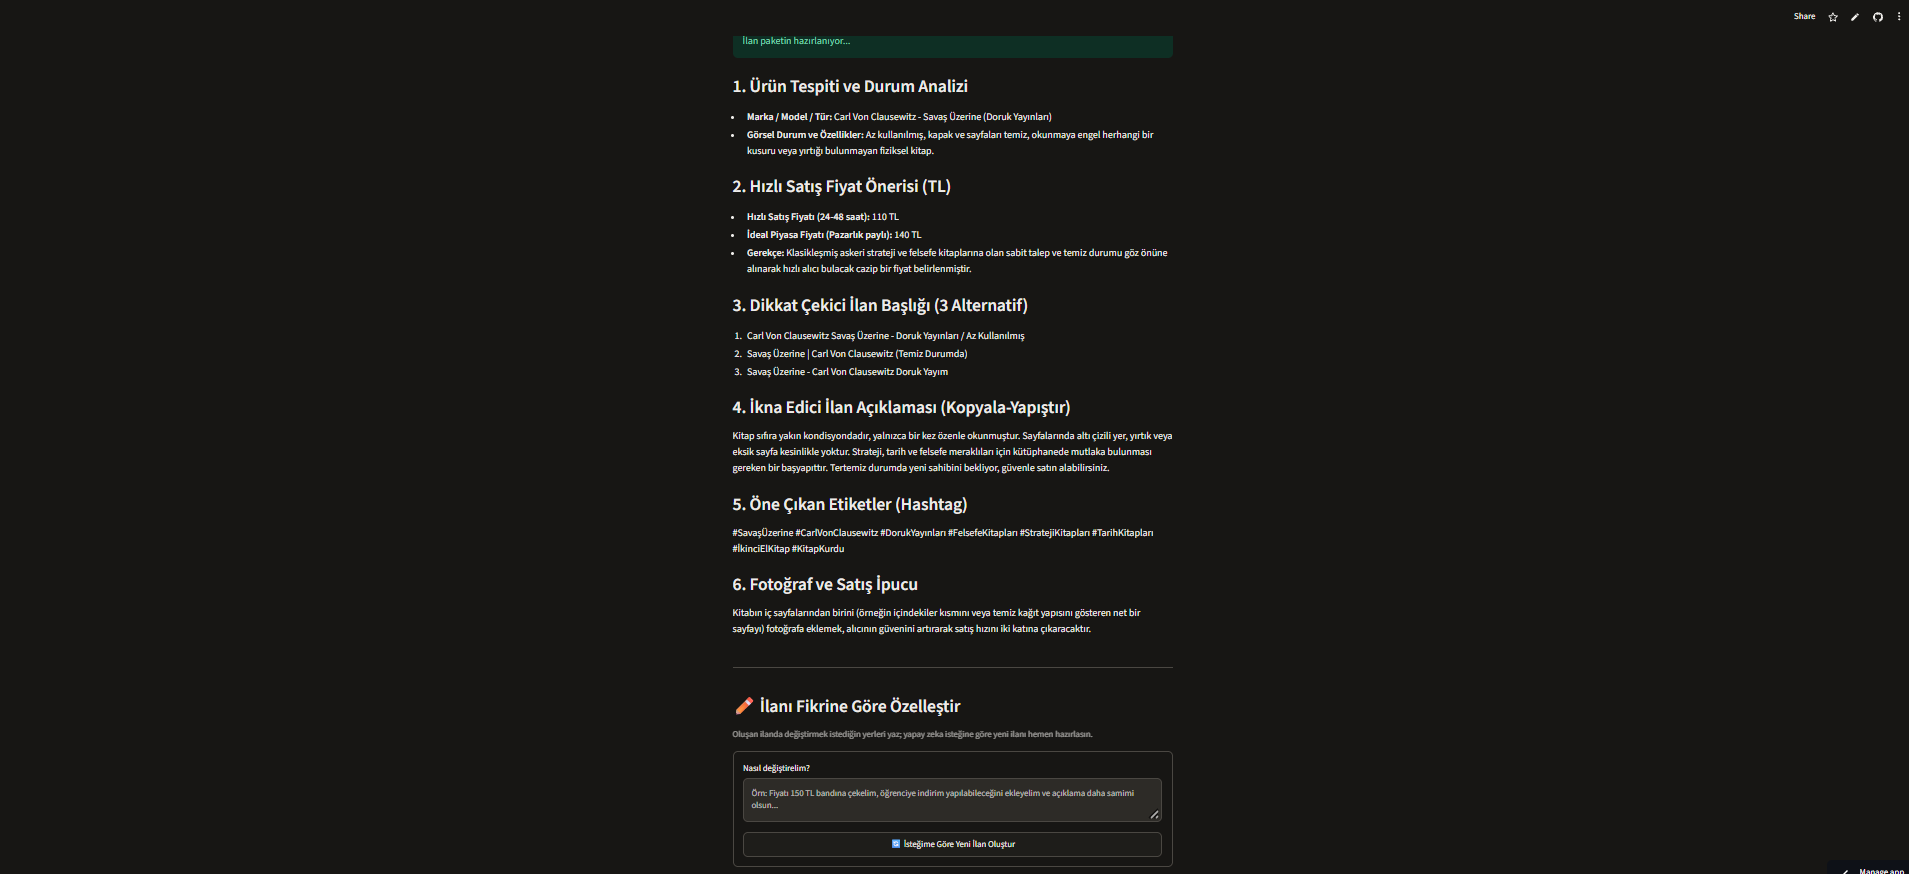 Share
İlan paketin hazırlanıyor...
1. Ürün Tespiti ve Durum Analizi
• Marka / Model / Tür: Carl Von Clausewitz - Savaş Üzerine (Doruk Yayınları)
• Görsel Durum ve Özellikler: Az kullanılmış, kapak ve sayfaları temiz, okunmaya engel herhangi bir
kusuru veya yırtığı bulunmayan fiziksel kitap.
2. Hızlı Satış Fiyat Önerisi (TL)
• Hızlı Satış Fiyatı (24-48 saat): 110 TL
• İdeal Piyasa Fiyatı (Pazarlık paylı): 140 TL
• Gerekçe: Klasikleşmiş askeri strateji ve felsefe kitaplarına olan sabit talep ve temiz durumu göz önüne
alınarak hızlı alıcı bulacak cazip bir fiyat belirlenmiştir.
3. Dikkat Çekici İlan Başlığı (3 Alternatif)
1. Carl Von Clausewitz Savaş Üzerine - Doruk Yayınları / Az Kullanılmış
2. Savaş Üzerine | Carl Von Clausewitz (Temiz Durumda)
3. Savaş Üzerine - Carl Von Clausewitz Doruk Yayım
4. İkna Edici İlan Açıklaması (Kopyala-Yapıştır)
Kitap sıfıra yakın kondisyondadır, yalnızca bir kez özenle okunmuştur. Sayfalarında altı çizili yer, yırtık veya
eksik sayfa kesinlikle yoktur. Strateji, tarih ve felsefe meraklıları için kütüphanede mutlaka bulunması
gereken bir başyapıttır. Tertemiz durumda yeni sahibini bekliyor, güvenle satın alabilirsiniz.
5. Öne Çıkan Etiketler (Hashtag)
#SavaşÜzerine #CarlVonClausewitz #DorukYayınları #FelsefeKitapları #StratejiKitapları #TarihKitapları
#İkinciElKitap #KitapKurdu
6. Fotoğraf ve Satış İpucu
Kitabın iç sayfalarından birini (örneğin içindekiler kısmını veya temiz kağıt yapısını gösteren net bir
sayfayı) fotoğrafa eklemek, alıcının güvenini artırarak satış hızını iki katına çıkaracaktır.
İlanı Fikrine Göre Özelleştir
Oluşan ilanda değiştirmek istediğin yerleri yaz; yapay zeka isteğine göre yeni ilanı hemen hazırlasın.
Nasıl değiştirelim?
Örn: Fiyatı 150 TL bandına çekelim, öğrenciye indirim yapılabileceğini ekleyelim ve açıklama daha samimi
olsun...
İsteğime Göre Yeni İlan Oluştur
Manage app